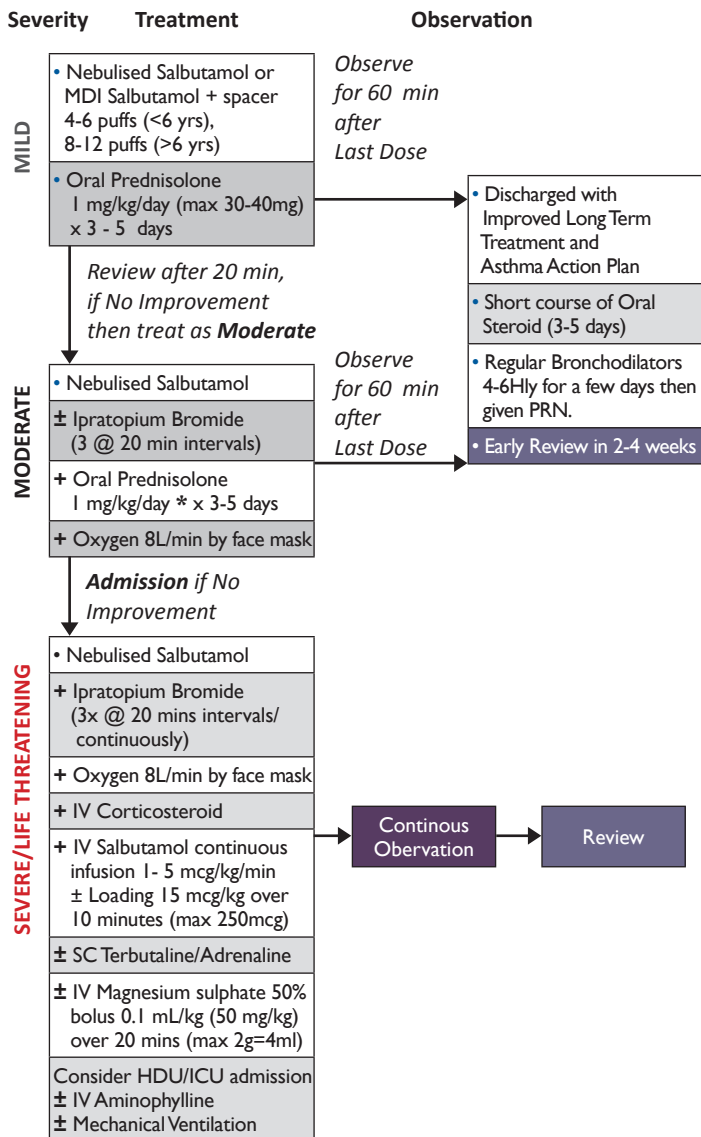 Severity Treatment Observation
MILD
• Nebulised Salbutamol or
MDI Salbutamol + spacer
4-6 puffs (<6 yrs),
8-12 puffs (>6 yrs)
• Oral Prednisolone
1 mg/kg/day (max 30-40mg)
x 3 - 5 days
Observe
for 60 min
after
Last Dose
Review after 20 min,
if No Improvement
then treat as Moderate
• Discharged with
Improved Long Term
Treatment and
Asthma Action Plan
• Short course of Oral
Steroid (3-5 days)
• Regular Bronchodilators
4-6Hly for a few days then
given PRN.
• Early Review in 2-4 weeks
MODERATE
• Nebulised Salbutamol
± Ipratopium Bromide
(3 @ 20 min intervals)
+ Oral Prednisolone
1 mg/kg/day * x 3-5 days
+ Oxygen 8L/min by face mask
Observe
for 60 min
after
Last Dose
Admission if No
Improvement
SEVERE/LIFE THREATENING
• Nebulised Salbutamol
+ Ipratopium Bromide
(3x @ 20 mins intervals/
continuously)
+ Oxygen 8L/min by face mask
+ IV Corticosteroid
+ IV Salbutamol continuous
infusion 1- 5 mcg/kg/min
± Loading 15 mcg/kg over
10 minutes (max 250mcg)
± SC Terbutaline/Adrenaline
± IV Magnesium sulphate 50%
bolus 0.1 mL/kg (50 mg/kg)
over 20 mins (max 2g=4ml)
Consider HDU/ICU admission
± IV Aminophylline
± Mechanical Ventilation
Continous
Obervation
Review